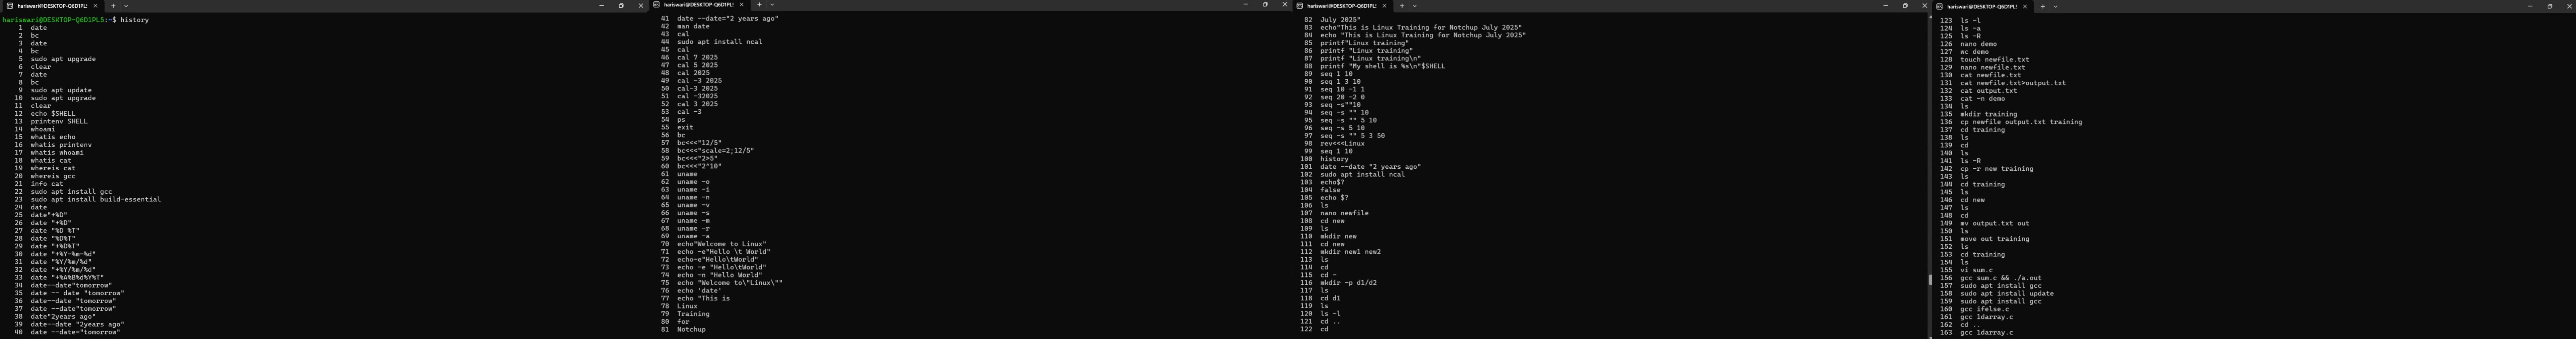 hariswari@DESKTOP-Q6D1PL5:
hariswari@DESKTOP-Q6D1PL5:~$ history
1 date
2 bc
3 date
4 bc
5 sudo apt upgrade
6 clear
7 date
8 bc
9 sudo apt update
10 sudo apt upgrade
11 clear
12 echo $SHELL
13 printenv SHELL
14 whoami
15 whatis echo
16 whatis printenv
17 whatis whoami
18 whatis cat
19 whereis cat
20 whereis gcc
21 info cat
22 sudo apt install gcc
23 sudo apt install build-essential
24 date
25 date"+%D"
26 date "+%D"
27 date "%D %T"
28 date "%D%T"
29 date "+%D%T"
30 date "+%Y-%m-%d"
31 date "%Y/%m/%d"
32 date "+%Y/%m/%d"
33 date "+%A%B%d%Y%T"
34 date--date"tomorrow"
35 date -- date "tomorrow"
36 date--date "tomorrow"
37 date --date"tomorrow"
38 date"2years ago"
39 date--date "2years ago"
40 date --date="tomorrow"
hariswari@DESKTOP-Q6D1PL5:
41 date --date="2 years ago"
42 man date
43 cal
44 sudo apt install ncal
45 cal
46 cal 7 2025
47 cal 5 2025
48 cal 2025
49 cal -3 2025
50 cal-3 2025
51 cal -32025
52 cal 3 2025
53 cal -3
54 ps
55 exit
56 bc
57 bc<<<"12/5"
58 bc<<<"scale=2;12/5"
59 bc<<<"2>5"
60 bc<<<"2^10"
61 uname
62 uname -o
63 uname -i
64 uname -n
65 uname -v
66 uname -s
67 uname -m
68 uname -r
69 uname -a
70 echo"Welcome to Linux"
71 echo -e"Hello \t World"
72 echo-e"Hello\tWorld"
73 echo -e "Hello\tWorld"
74 echo -n "Hello World"
75 echo "Welcome to\"Linux\""
76 echo 'date'
77 echo "This is
78 Linux
79 Training
80 for
81 Notchup
hariswari@DESKTOP-Q6D1PL5:
82 July 2025"
83 echo"This is Linux Training for Notchup July 2025"
84 echo "This is Linux Training for Notchup July 2025"
85 printf"Linux training"
86 printf "Linux training"
87 printf "Linux training\n"
88 printf "My shell is %s\n"$SHELL
89 seq 1 10
90 seq 1 3 10
91 seq 10 -1 1
92 seq 20 -2 0
93 seq -s""10
94 seq -s "" 10
95 seq -s "" 5 10
96 seq -s 5 10
97 seq -s "" 5 3 50
98 rev<<<Linux
99 seq 1 10
100 history
101 date --date "2 years ago"
102 sudo apt install ncal
103 echo$?
104 false
105 echo $?
106 ls
107 nano newfile
108 cd new
109 ls
110 mkdir new
111 cd new
112 mkdir new1 new2
113 ls
114 cd
115 cd -
116 mkdir -p d1/d2
117 ls
118 cd d1
119 ls
120 ls -l
121 cd ..
122 cd
hariswari@DESKTOP-Q6D1PL5:
123 ls -l
124 ls -a
125 ls -R
126 nano demo
127 wc demo
128 touch newfile.txt
129 nano newfile.txt
130 cat newfile.txt
131 cat newfile.txt>output.txt
132 cat output.txt
133 cat -n demo
134 ls
135 mkdir training
136 cp newfile output.txt training
137 cd training
138 ls
139 cd
140 ls
141 ls -R
142 cp -r new training
143 ls
144 cd training
145 ls
146 cd new
147 ls
148 cd
149 mv output.txt out
150 ls
151 move out training
152 ls
153 cd training
154 ls
155 vi sum.c
156 gcc sum.c && ./a.out
157 sudo apt install gcc
158 sudo apt install update
159 sudo apt install gcc
160 gcc ifelse.c
161 gcc 1darray.c
162 cd ..
163 gcc 1darray.c